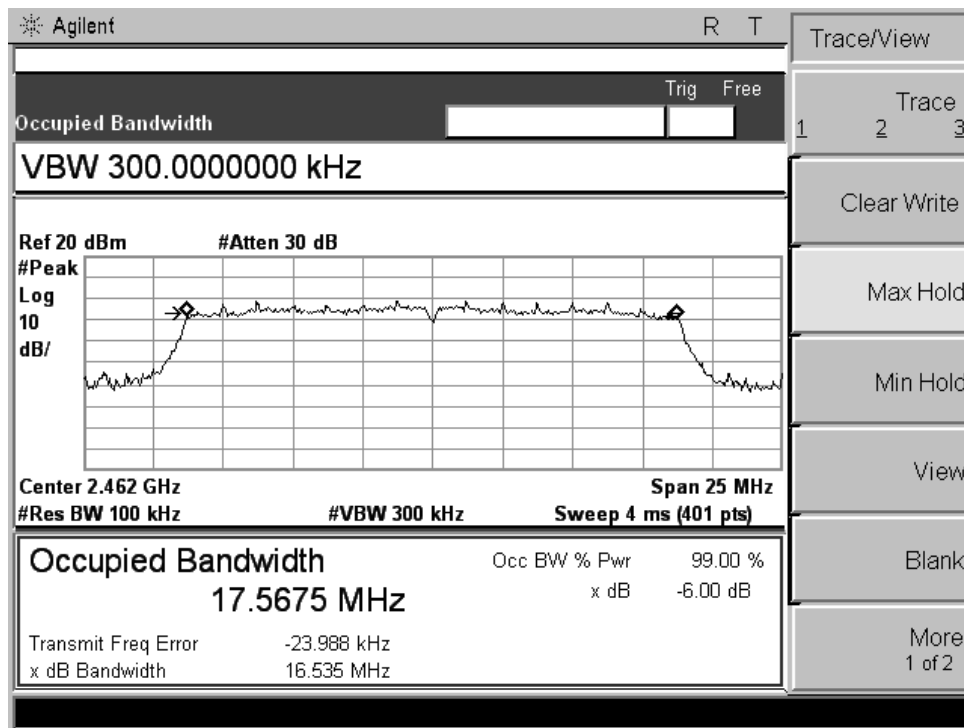 Agilent R T
Trace/View
Trig Free
Occupied Bandwidth
VBW 300.0000000 kHz
Ref 20 dBm #Atten 30 dB
#Peak
Log
10
dB/
Center 2.462 GHz Span 25 MHz
#Res BW 100 kHz #VBW 300 kHz Sweep 4 ms (401 pts)
Occupied Bandwidth
17.5675 MHz
Occ BW % Pwr 99.00 %
x dB -6.00 dB
Transmit Freq Error -23.988 kHz
x dB Bandwidth 16.535 MHz
Trace
1 2 3
Clear Write
Max Hold
Min Hold
View
Blank
More
1 of 2